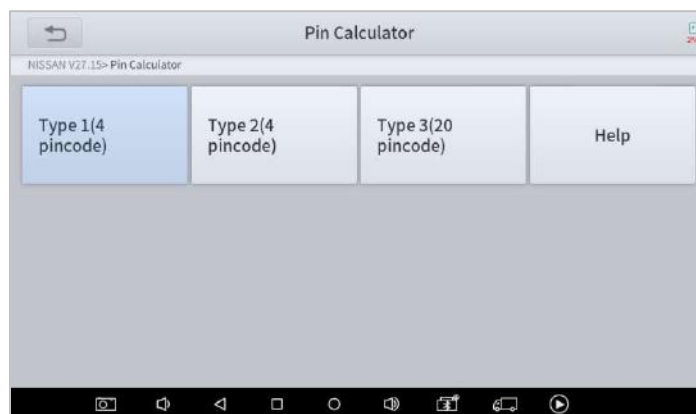 Pin Calculator
NISSAN V27.15> Pin Calculator
Type 1(4
pincode)
Type 2(4
pincode)
Type 3(20
pincode)
Help